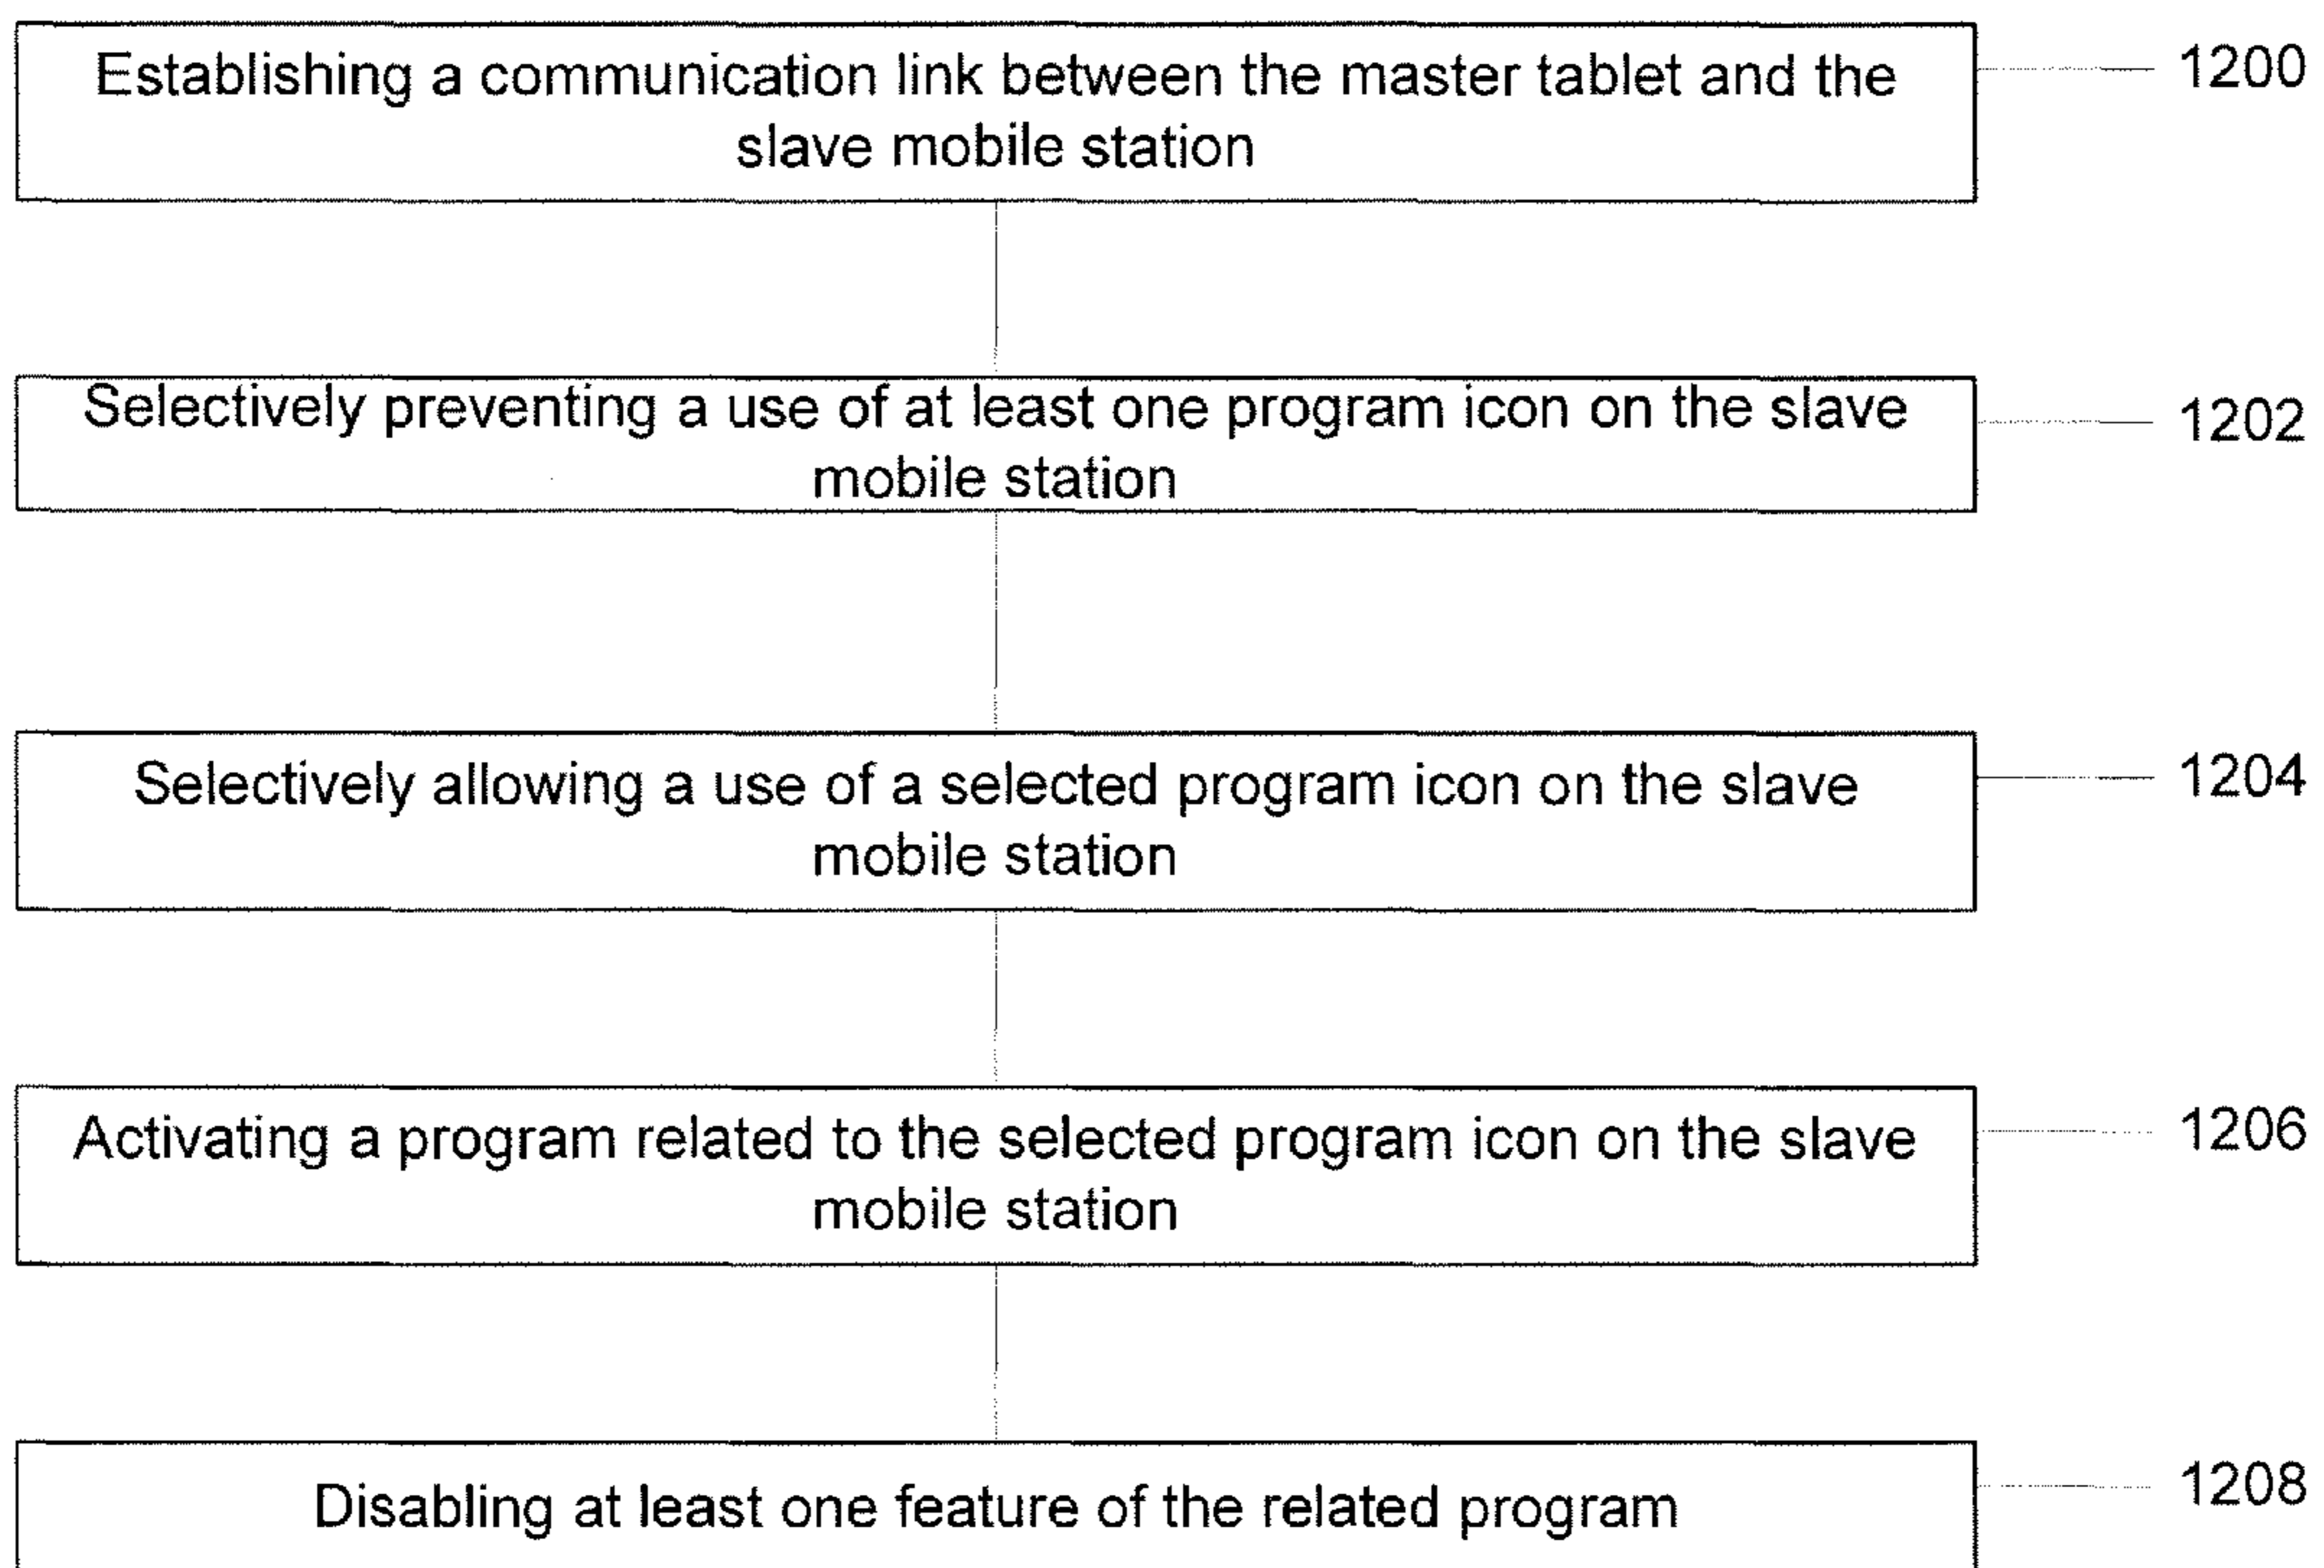 Establishing a communication link between the master tablet and the
slave mobile station
1200
Selectively preventing a use of at least one program icon on the slave
mobile station
1202
Selectively allowing a use of a selected program icon on the slave
mobile station
1204
Activating a program related to the selected program icon on the slave
mobile station
1206
Disabling at least one feature of the related program
1208